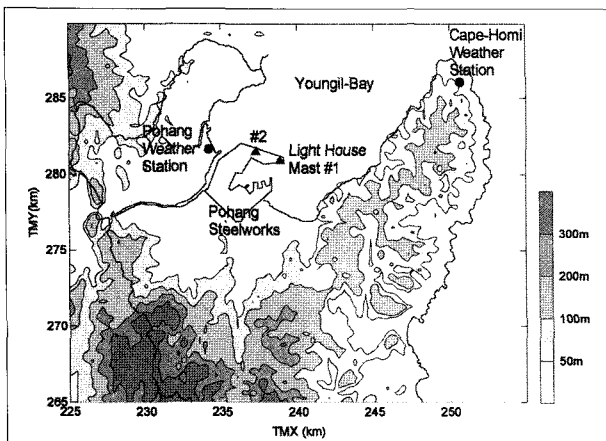 Cape-Homi
Weather
Station
Youngil-Bay
Pohang
Weather
Station
#2
Light House
Mast #1
Pohang
Steelworks
TMY(km)
285
280
275
270
265
225
230
235
240
245
250
TMX (km)
300m
200m
100m
50m